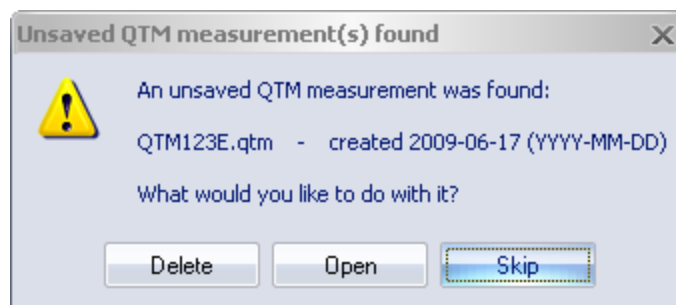 Unsaved QTM measurement(s) found
An unsaved QTM measurement was found:
QTM123E.qtm - created 2009-06-17 (YYYY-MM-DD)
What would you like to do with it?
Delete Open Skip